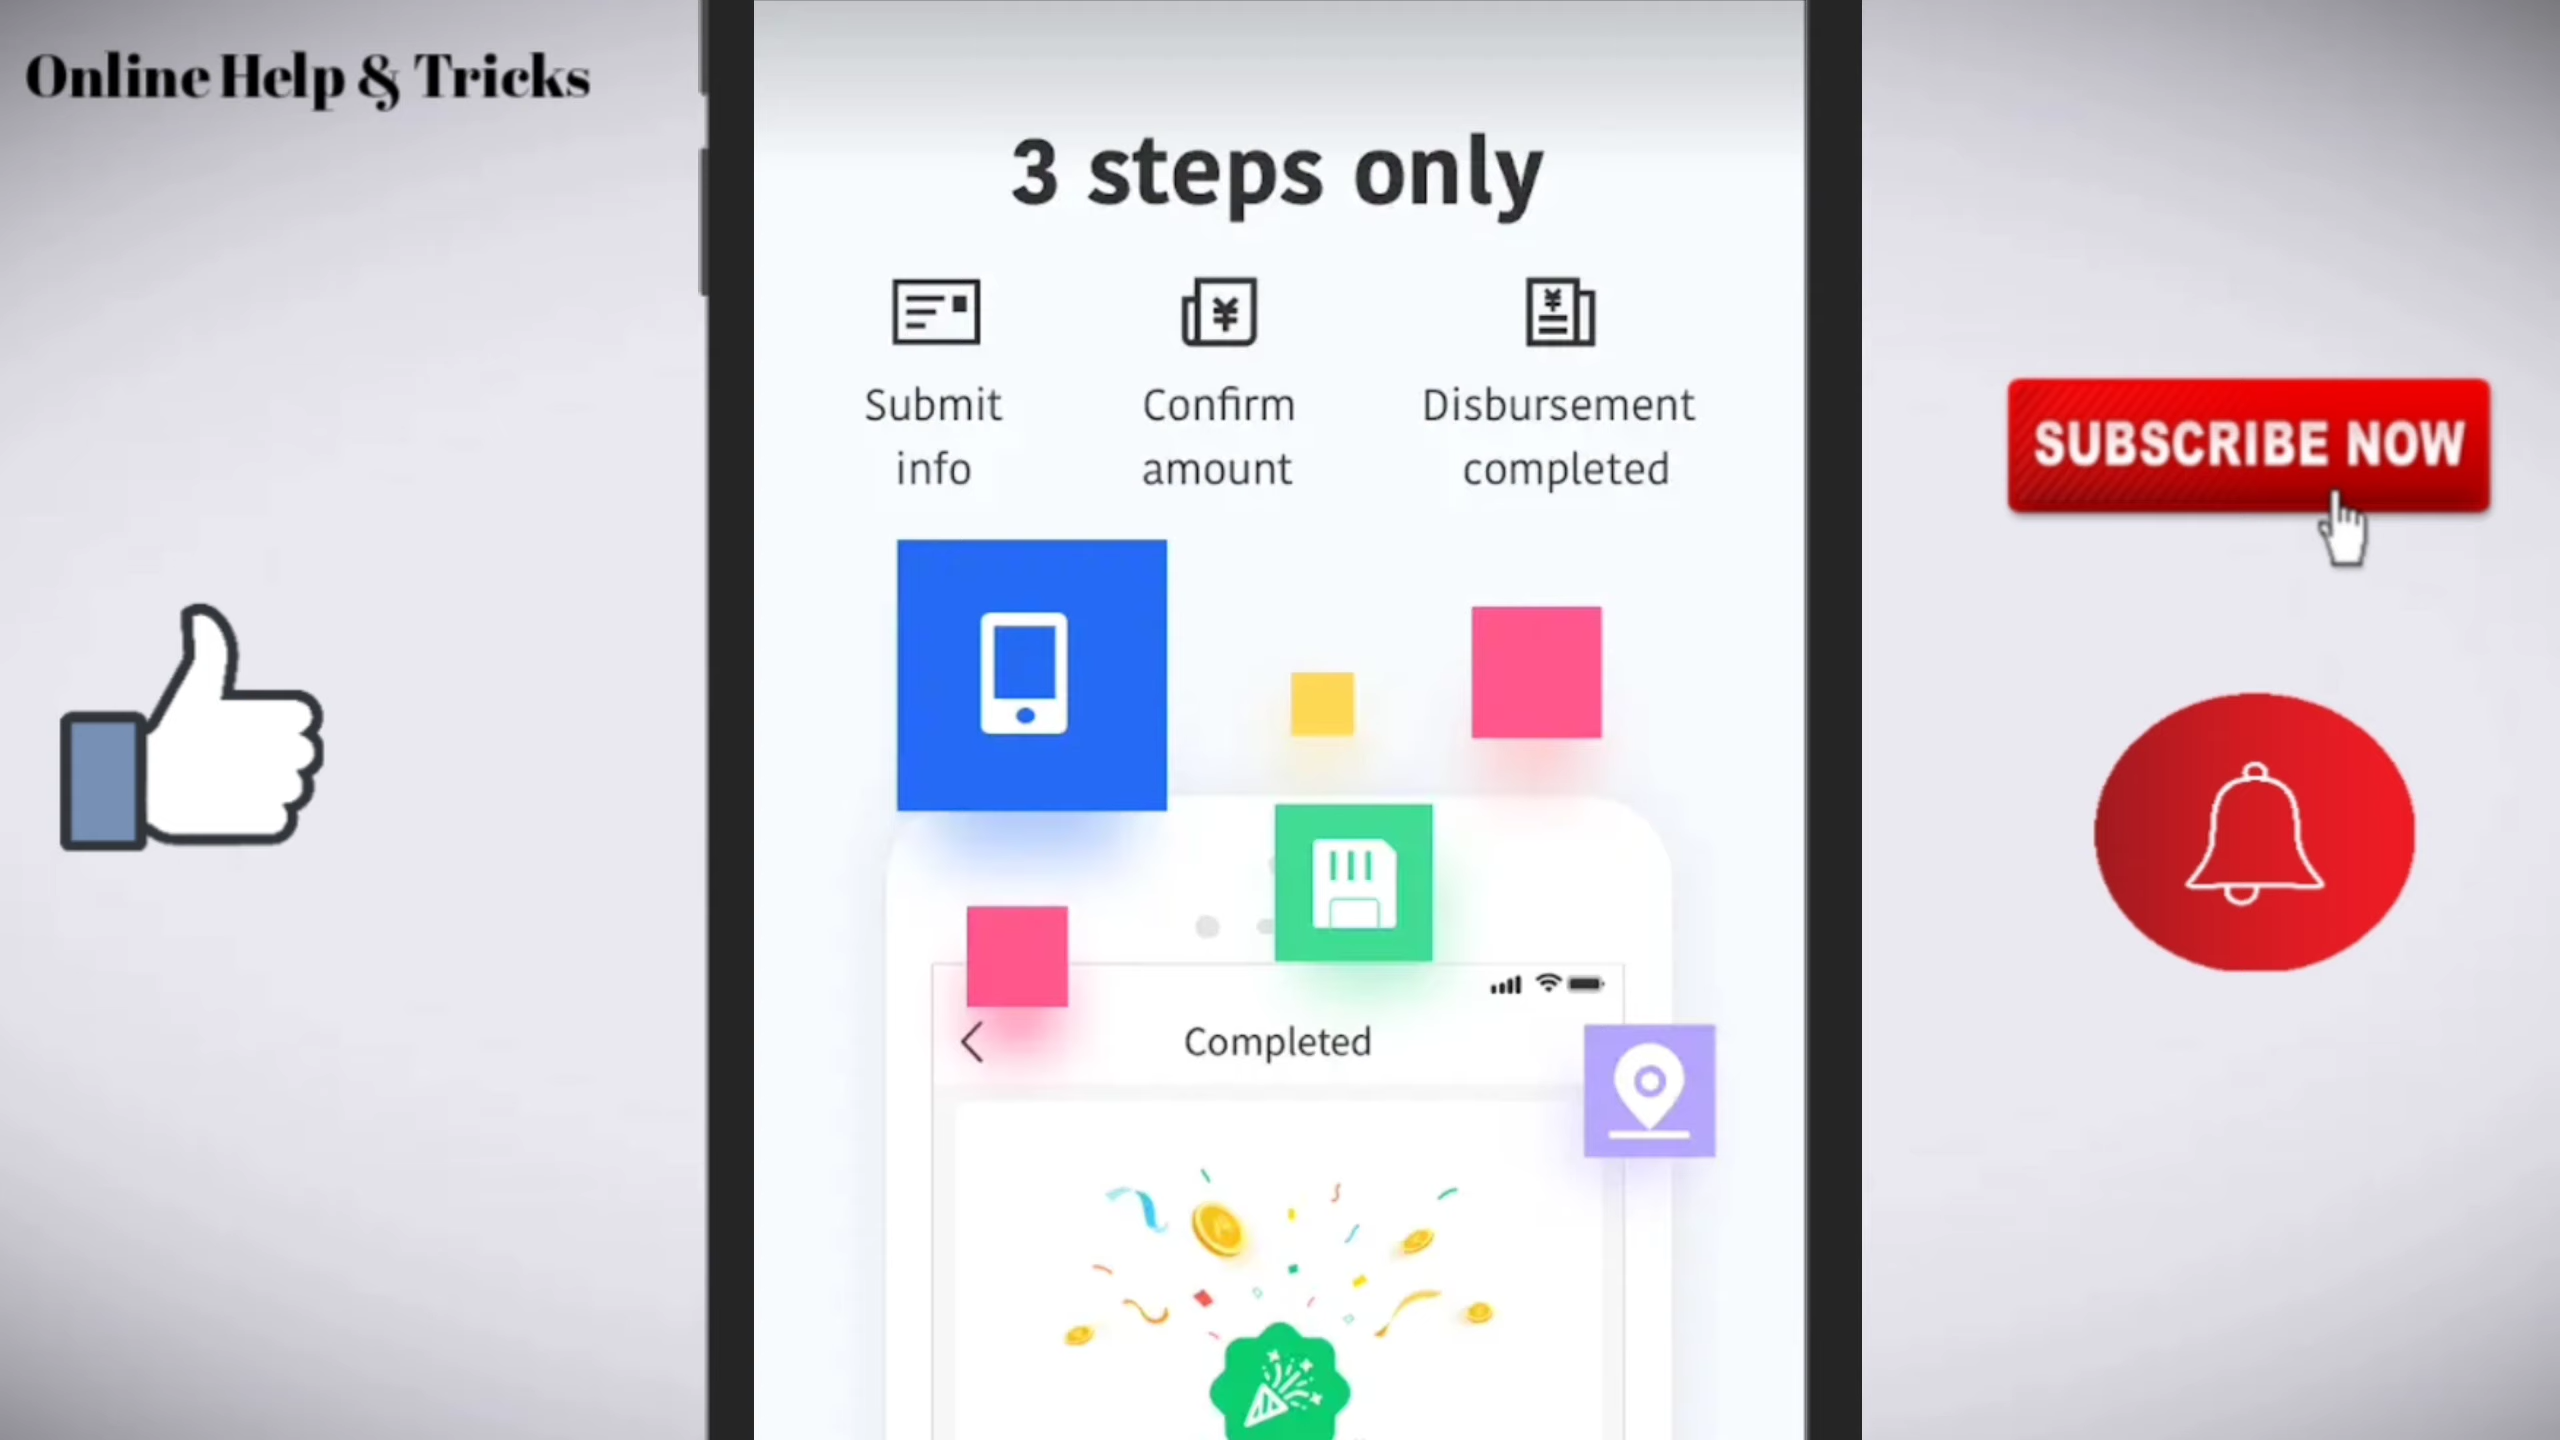 Online Help & Tricks
3 steps only
Submit
info
Confirm
amount
Disbursement
completed
SUBSCRIBE NOW
Completed